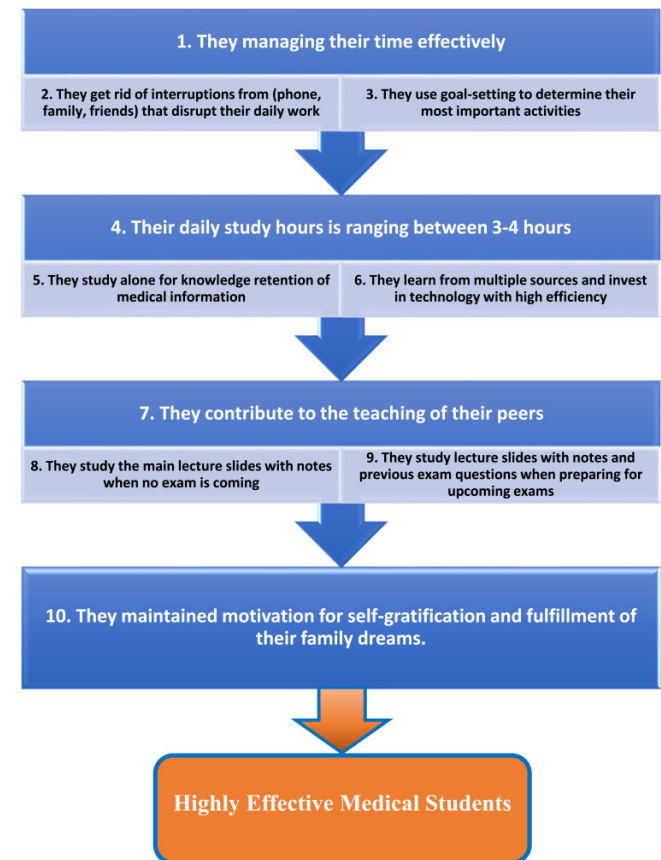 1. They managing their time effectively
2. They get rid of interruptions from (phone,
family, friends) that disrupt their daily work
3. They use goal-setting to determine their
most important activities
4. Their daily study hours is ranging between 3-4 hours
5. They study alone for knowledge retention of
medical information
6. They learn from multiple sources and invest
in technology with high efficiency
7. They contribute to the teaching of their peers
8. They study the main lecture slides with notes
when no exam is coming
9. They study lecture slides with notes and
previous exam questions when preparing for
upcoming exams
10. They maintained motivation for self-gratification and fulfillment of
their family dreams.
Highly Effective Medical Students